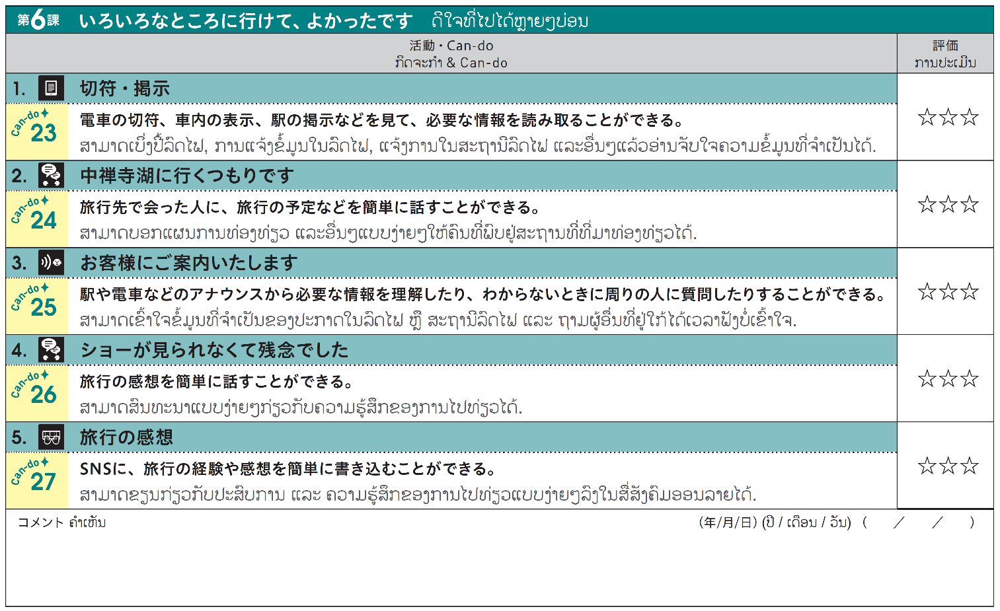 第6課 いろいろなところに行けて、よかったです ດີໃຈທີ່ໄປໄດ້ຫຼາຍໆບ່ອນ
活動・Can-do
ກິດຈະກຳ & Can-do
評価
ການປະເມີນ
1. 切符・掲示
Can-do 23
電車の切符、車内の表示、駅の掲示などを見て、必要な情報を読み取ることができる。
ສາມາດເບິ່ງປີ້ລົດໄຟ, ການແຈ້ງຂໍ້ມູນໃນລົດໄຟ, ແຈ້ງການໃນສະຖານີລົດໄຟ ແລະອື່ນໆແລ້ວອ່ານຈັບໃຈຄວາມຂໍ້ມູນທີ່ຈຳເປັນໄດ້.
☆☆☆
2. 中禅寺湖に行くつもりです
Can-do 24
旅行先で会った人に、旅行の予定などを簡単に話すことができる。
ສາມາດບອກແຜນການທ່ອງທ່ຽວ ແລະອື່ນໆແບບງ່າຍໆໃຫ້ຄົນທີ່ພົບຢູ່ສະຖານທີ່ທີ່ມາທ່ອງທ່ຽວໄດ້.
☆☆☆
3. お客様にご案内いたします
Can-do 25
駅や電車などのアナウンスから必要な情報を理解したり、わからないときに周りの人に質問したりすることができる。
ສາມາດເຂົ້າໃຈຂໍ້ມູນທີ່ຈຳເປັນຂອງປະກາດໃນລົດໄຟ ຫຼື ສະຖານີລົດໄຟ ແລະ ຖາມຜູ້ອື່ນທີ່ຢູ່ໃກ້ໄດ້ເວລາຟັງບໍ່ເຂົ້າໃຈ.
☆☆☆
4. ショーが見られなくて残念でした
Can-do 26
旅行の感想を簡単に話すことができる。
ສາມາດສົນທະນາແບບງ່າຍໆກ່ຽວກັບຄວາມຮູ້ສຶກຂອງການໄປທ່ຽວໄດ້.
☆☆☆
5. 旅行の感想
Can-do 27
SNSに、旅行の経験や感想を簡単に書き込むことができる。
ສາມາດຂຽນກ່ຽວກັບປະສົບການ ແລະ ຄວາມຮູ້ສຶກຂອງການໄປທ່ຽວແບບງ່າຍໆລົງໃນສື່ສັງຄົມອອນລາຍໄດ້.
☆☆☆
コメント ຄຳເຫັນ (年/月/日) (ປີ / ເດືອນ / ວັນ) ( / / )